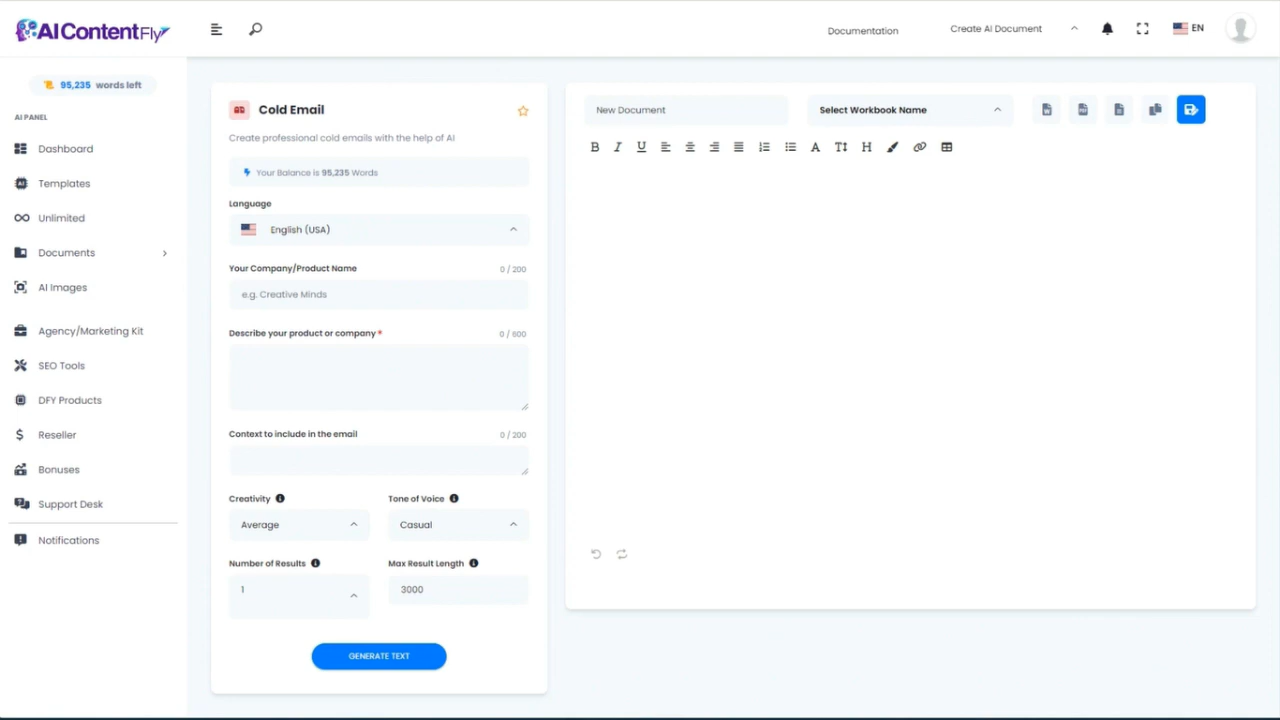 AI ContentFly
Documentation
Create AI Document
EN
95,235 words left
AI PANEL
Dashboard
Templates
Unlimited
Documents
AI Images
Agency/Marketing Kit
SEO Tools
DFY Products
Reseller
Bonuses
Support Desk
Notifications
Cold Email
Create professional cold emails with the help of AI
Your Balance is 95,235 Words
Language
English (USA)
Your Company/Product Name 0 / 200
e.g. Creative Minds
Describe your product or company * 0 / 600
Context to include in the email 0 / 200
Creativity Tone of Voice
Average Casual
Number of Results Max Result Length
1 3000
GENERATE TEXT
New Document
Select Workbook Name
B I U A T H